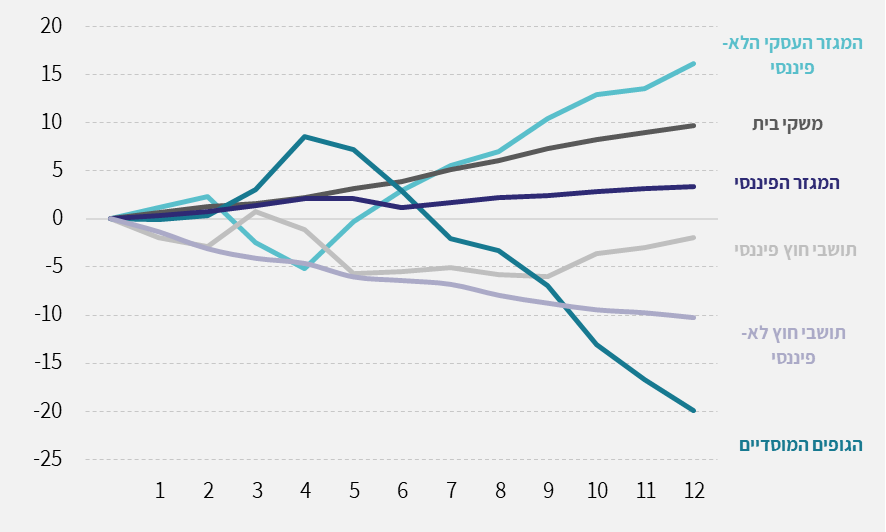 20
15
10
5
0
-5
-10
-15
-20
-25
1 2 3 4 5 6 7 8 9 10 11 12
המגזר העסקי הלא-
פיננסי
משקי בית
המגזר הפיננסי
תושבי חוץ פיננסי
תושבי חוץ לא-
פיננסי
הגופים המוסדיים